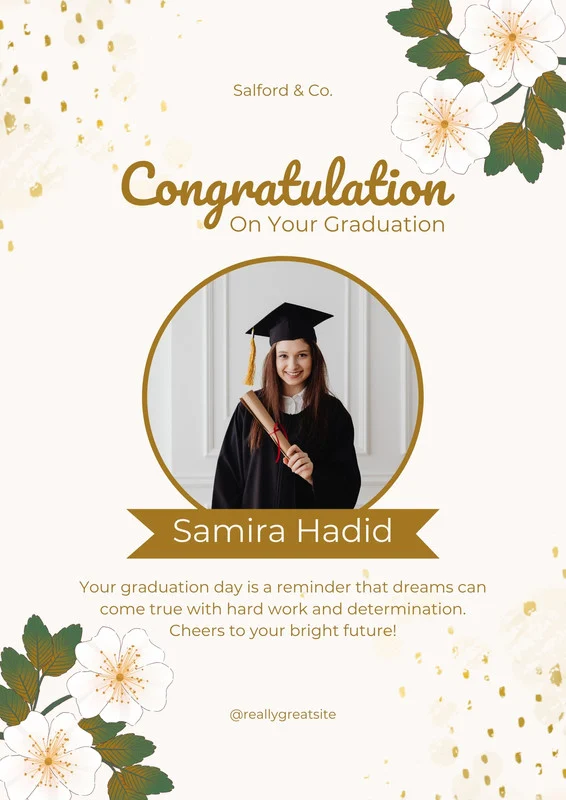 Salford & Co.
Congratulation
On Your Graduation
Samira Hadid
Your graduation day is a reminder that dreams can
come true with hard work and determination.
Cheers to your bright future!
@reallygreatsite